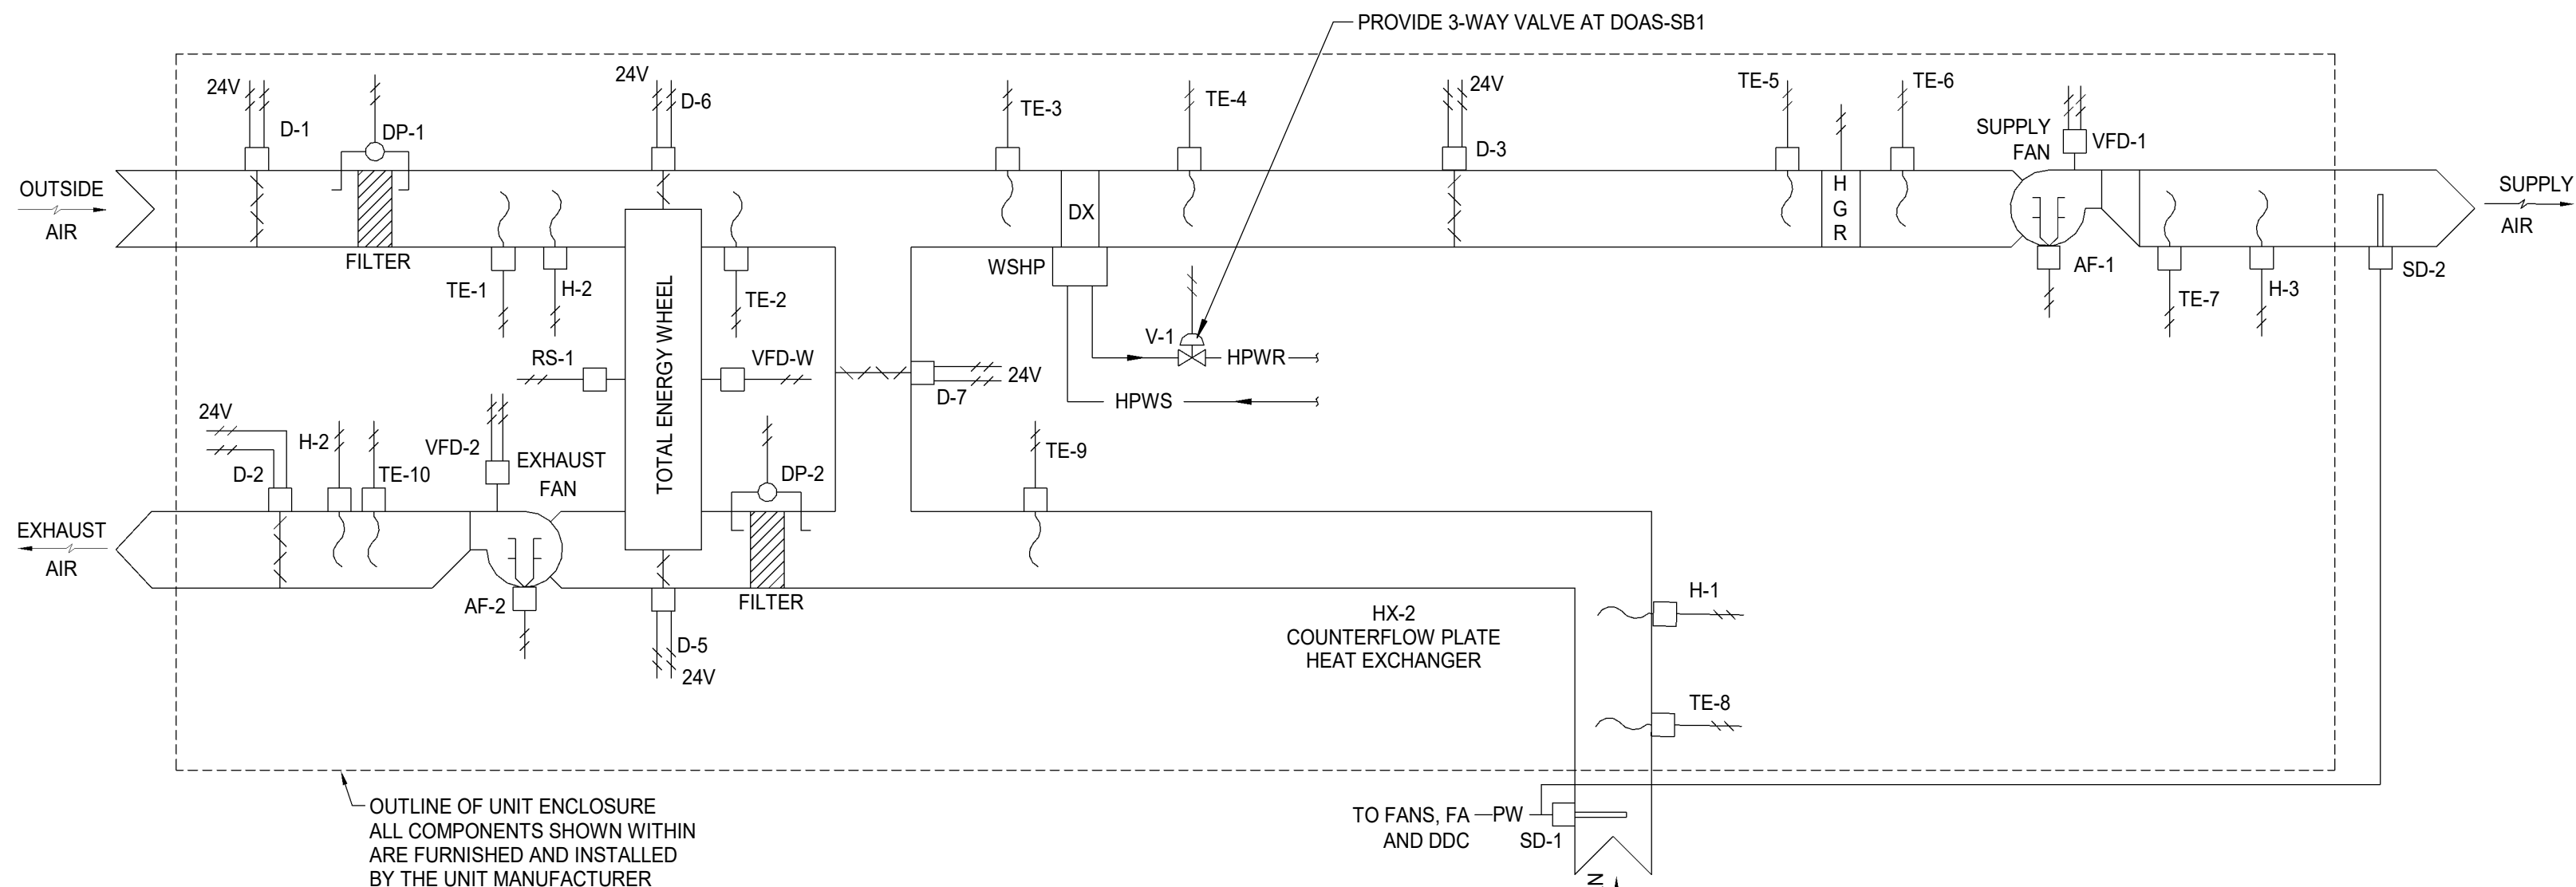 PROVIDE 3-WAY VALVE AT DOAS-SB1
24V
D-1
DP-1
24V
D-6
TE-3
TE-4
24V
D-3
TE-5
TE-6
SUPPLY
FAN
VFD-1
OUTSIDE
AIR
FILTER
TE-1
H-2
TE-2
DX
WSHP
H
G
R
AF-1
TE-7
H-3
SD-2
SUPPLY
AIR
TOTAL ENERGY WHEEL
RS-1
VFD-W
D-7
24V
V-1
HPWR
HPWS
24V
D-2
H-2
TE-10
VFD-2
EXHAUST
FAN
DP-2
TE-9
EXHAUST
AIR
AF-2
D-5
24V
FILTER
HX-2
COUNTERFLOW PLATE
HEAT EXCHANGER
H-1
TE-8
OUTLINE OF UNIT ENCLOSURE
ALL COMPONENTS SHOWN WITHIN
ARE FURNISHED AND INSTALLED
BY THE UNIT MANUFACTURER
TO FANS, FA
AND DDC
PW
SD-1
N